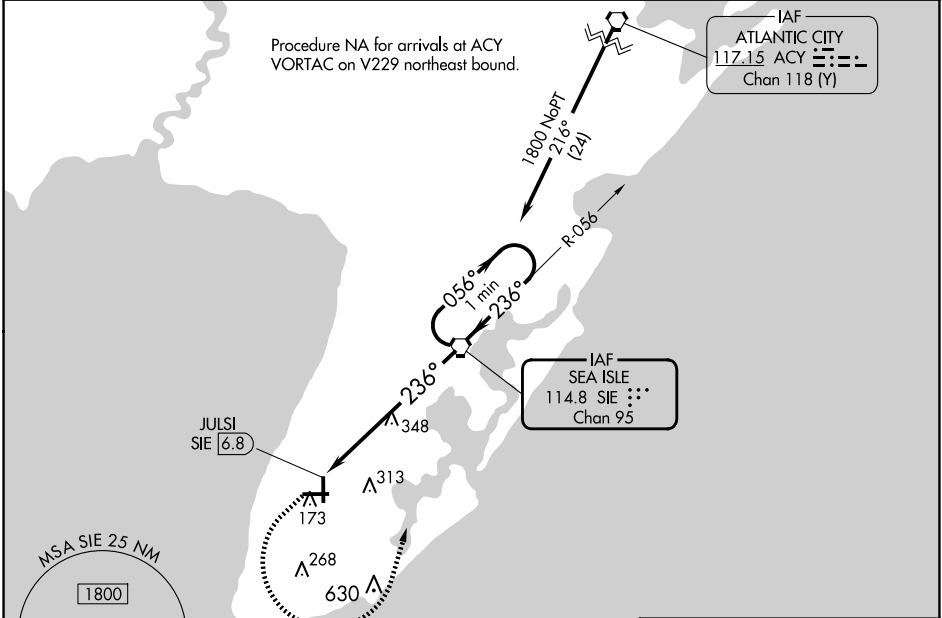 Procedure NA for arrivals at ACY
VORTAC on V229 northeast bound.
IAF
ATLANTIC CITY
117.15 ACY
Chan 118 (Y)
1800 NoPT
216°
(24)
R-056
056°
1 min
236°
IAF
SEA ISLE
114.8 SIE
Chan 95
236°
348
JULSI
SIE 6.8
313
173
268
630
MSA SIE 25 NM
1800